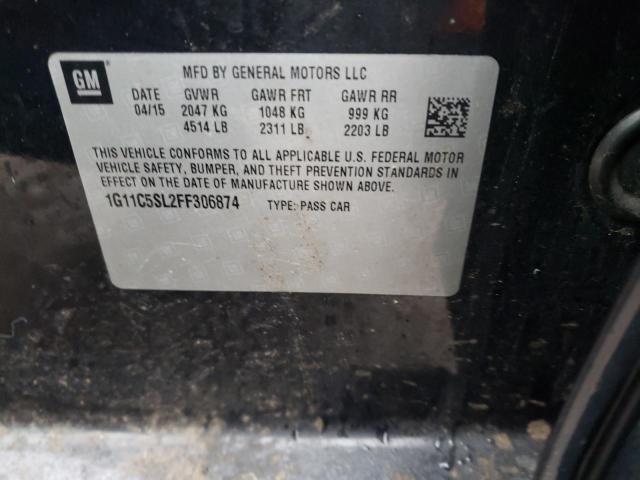 GM
MFD BY GENERAL MOTORS LLC
DATE GVWR GAWR FRT GAWR RR
04/15 2047 KG 1048 KG 999 KG
4514 LB 2311 LB 2203 LB
THIS VEHICLE CONFORMS TO ALL APPLICABLE U.S. FEDERAL MOTOR
VEHICLE SAFETY, BUMPER, AND THEFT PREVENTION STANDARDS
IN EFFECT ON THE DATE OF MANUFACTURE SHOWN ABOVE.
1G11C5SL2FF306874 TYPE: PASS CAR